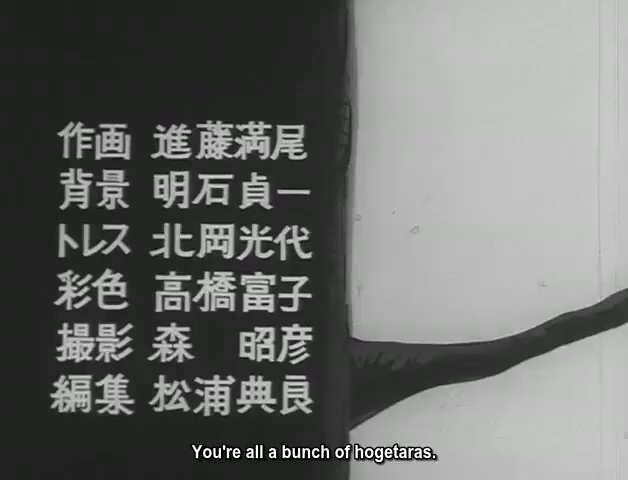 作画 進藤満尾
背景 明石貞一
トレス 北岡光代
彩色 高橋富子
撮影 森 昭彦
編集 松浦典良
You're all a bunch of hogetaras.